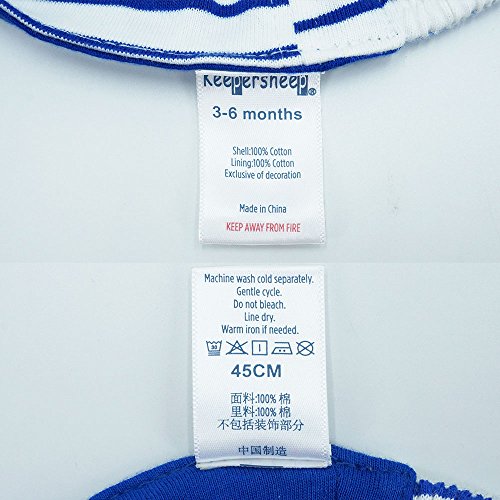 Keepersheep®
3-6 months
Shell:100% Cotton
Lining:100% Cotton
Exclusive of decoration
Made in China
KEEP AWAY FROM FIRE
Machine wash cold separately.
Gentle cycle.
Do not bleach.
Line dry.
Warm iron if needed.
30
45CM
面料:100% 棉
里料:100% 棉
不包括装饰部分
中国制造